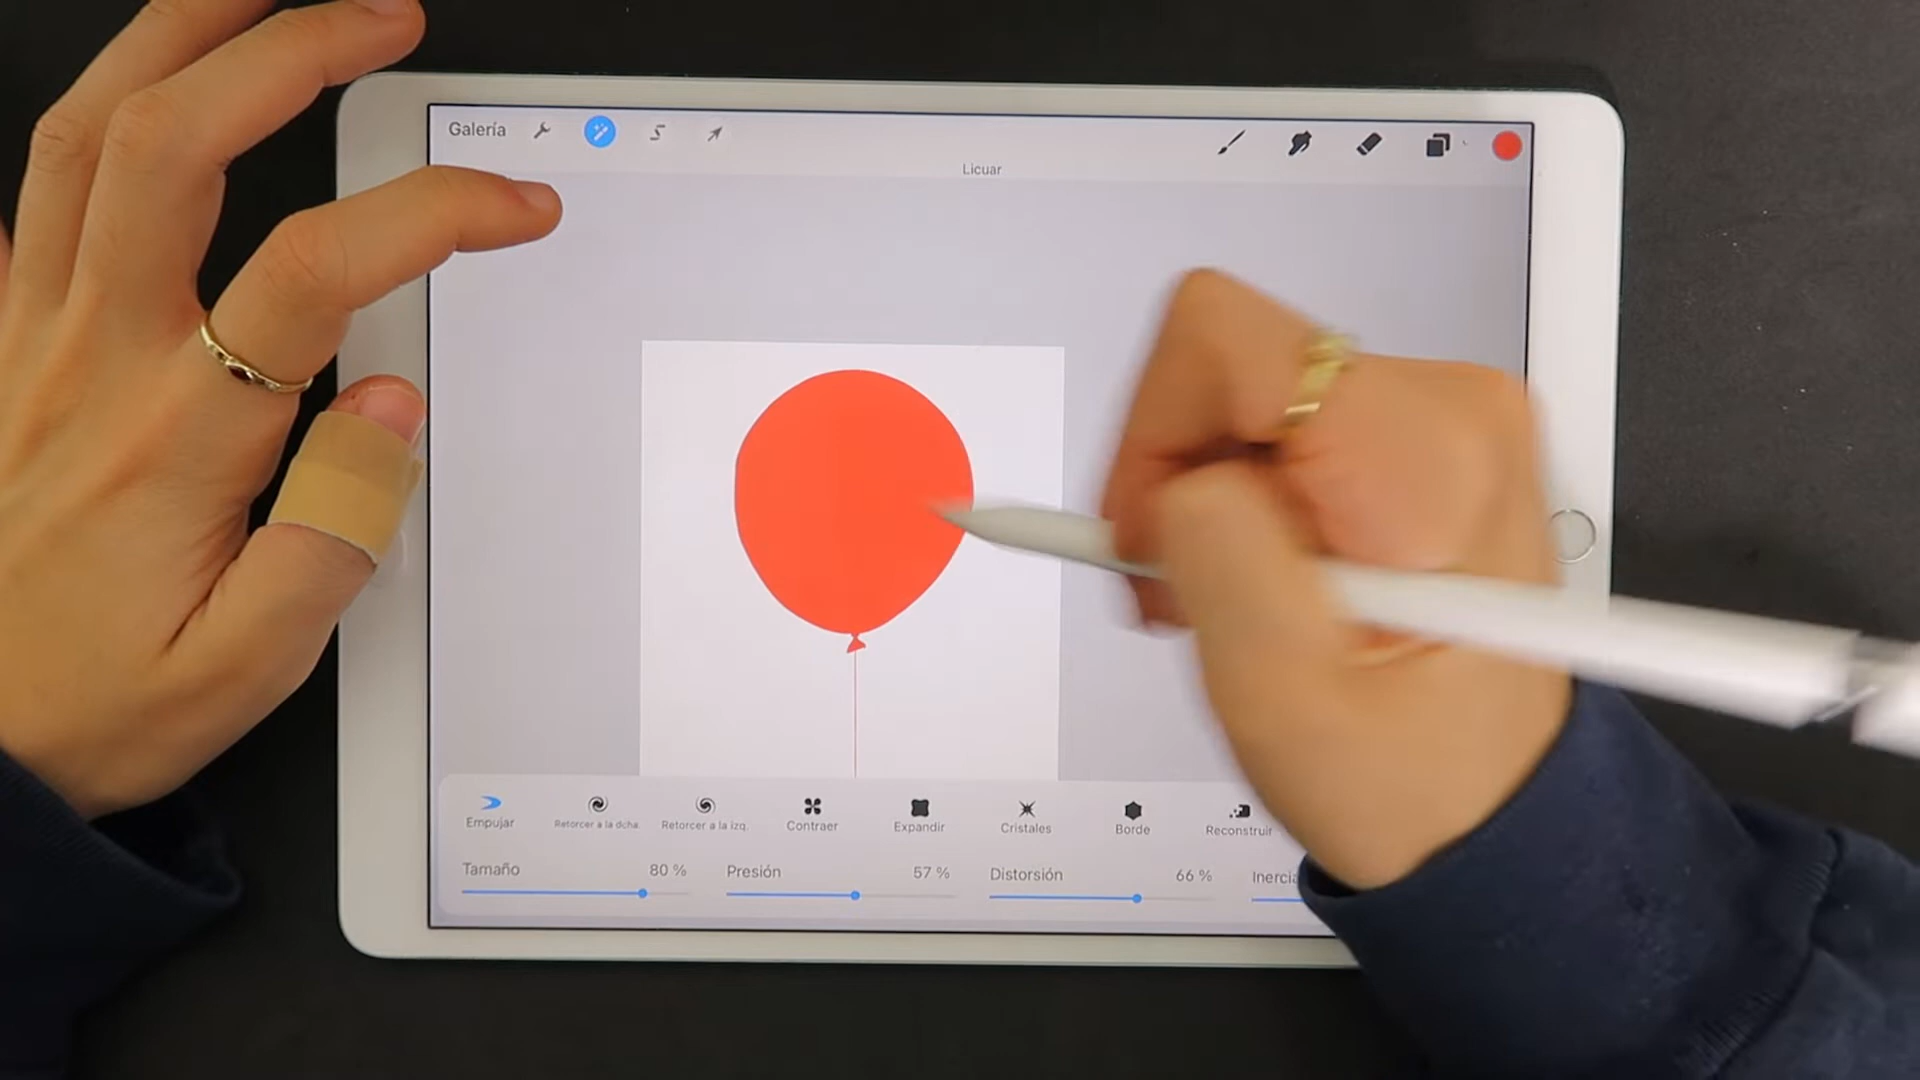 Galería
Licuar
Empujar
Retorcer a la dcha.
Retorcer a la izq.
Contraer
Expandir
Cristales
Borde
Reconstruir
Tamaño 80 %
Presión 57 %
Distorsión 66 %
Inercia